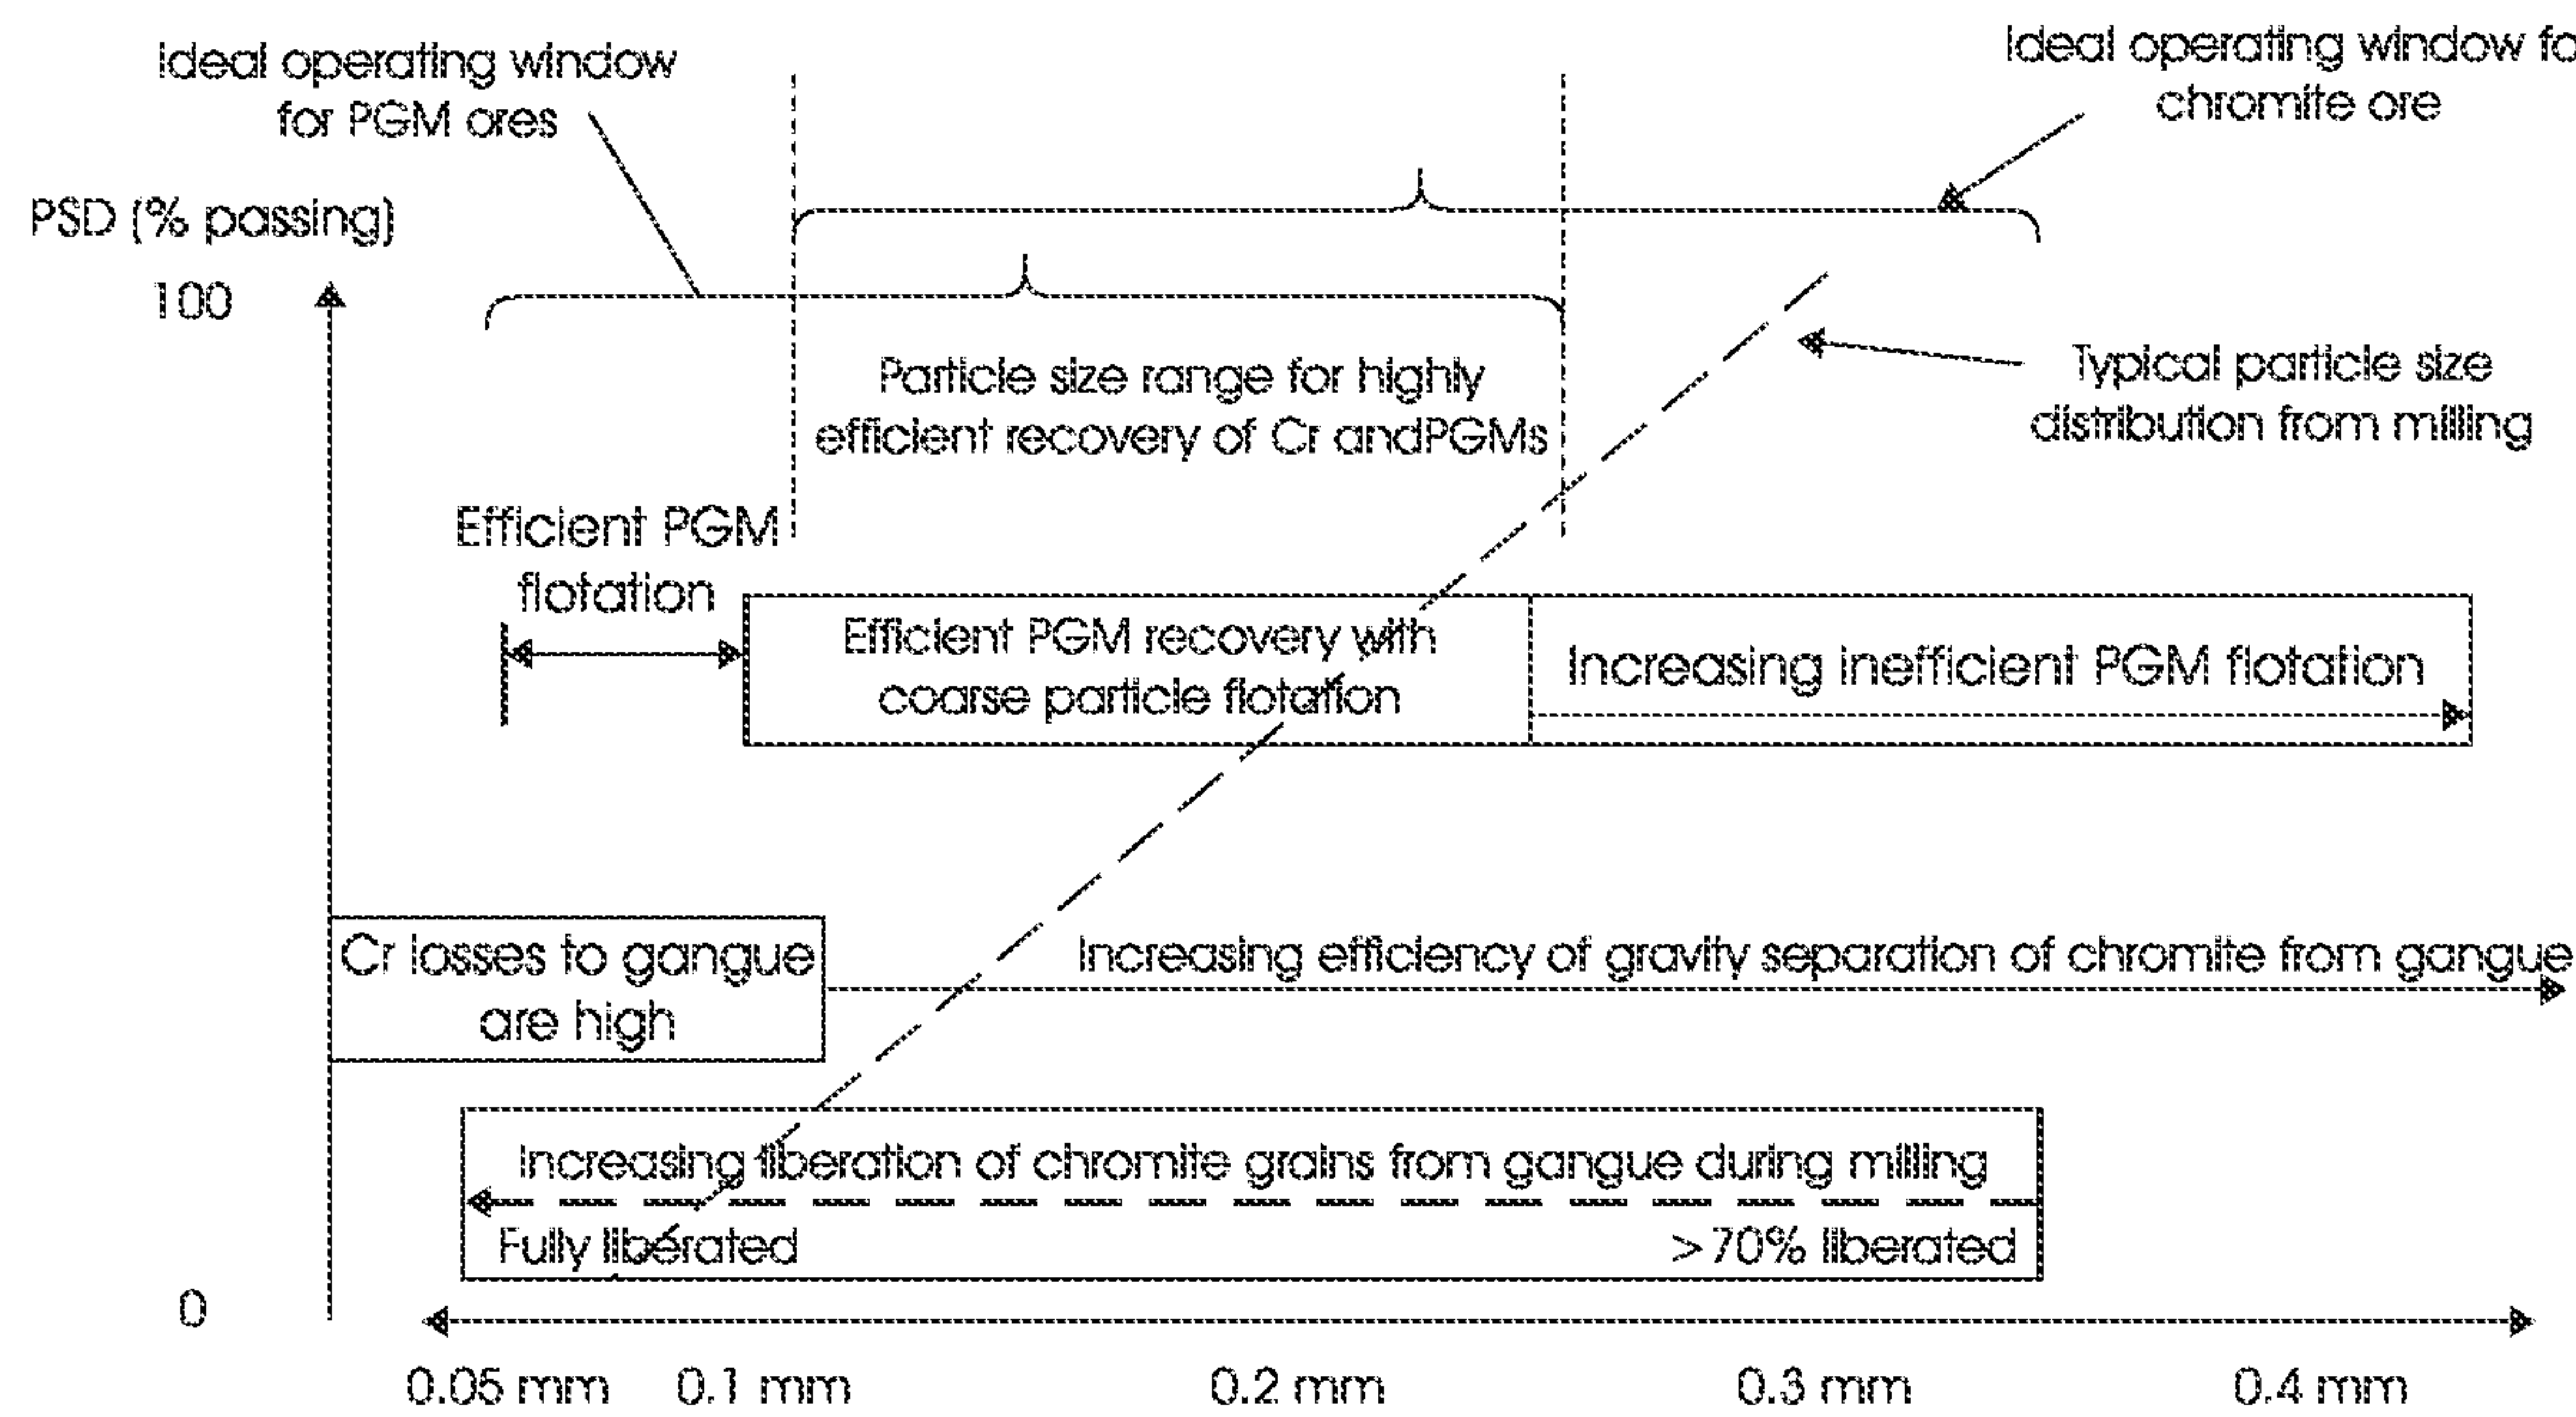 Ideal operating window
for PGM ores
Ideal operating window fo
chromite ore
PSD (% passing)
100
Particle size range for highly
efficient recovery of Cr andPGMs
Typical particle size
distribution from milling
Efficient PGM
flotation
Efficient PGM recovery with
coarse particle flotation
Increasing inefficient PGM flotation
Cr losses to gangue
are high
Increasing efficiency of gravity separation of chromite from gangue
Increasing liberation of chromite grains from gangue during milling
Fully liberated
>70% liberated
0
0.05 mm
0.1 mm
0.2 mm
0.3 mm
0.4 mm